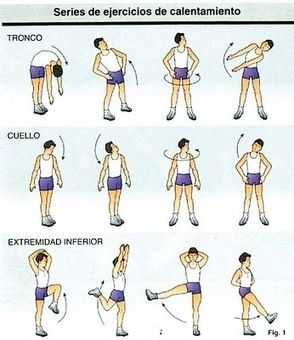 Series de ejercicios de calentamiento
TRONCO
CUELLO
EXTREMIDAD INFERIOR
Fig. 1